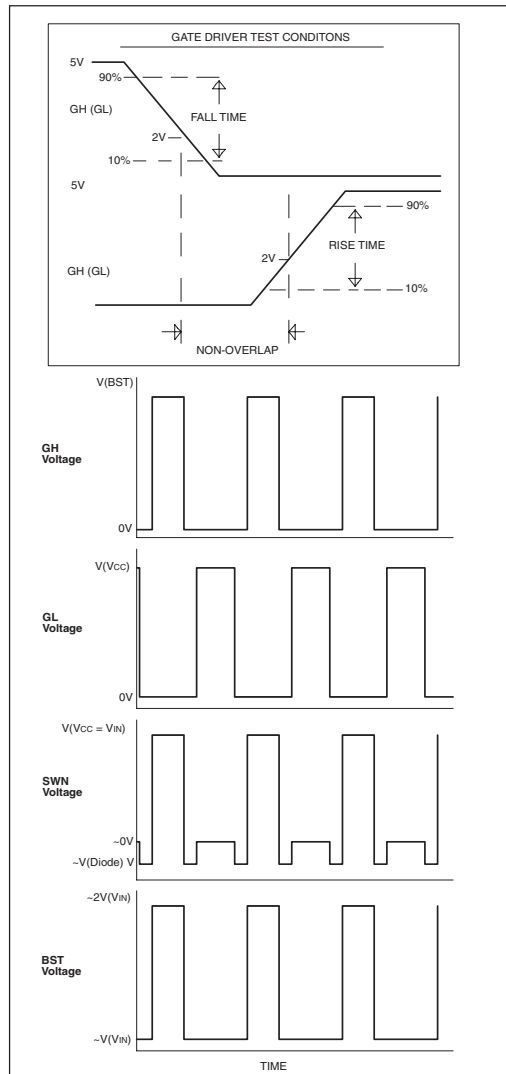 GATE DRIVER TEST CONDITONS
5V
90%
GH (GL)
FALL TIME
2V
10%
5V
90%
2V
RISE TIME
GH (GL)
10%
NON-OVERLAP
V(BST)
GH
Voltage
0V
V(VCC)
GL
Voltage
0V
V(VCC = VIN)
SWN
Voltage
~0V
~V(Diode) V
~2V(VIN)
BST
Voltage
~V(VIN)
TIME